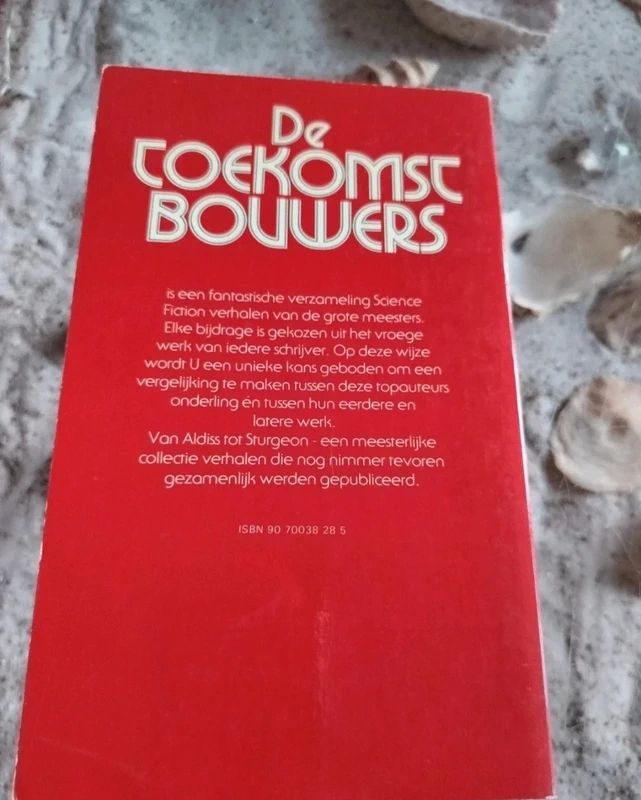 De
TOEKOMST
BOUWERS
is een fantastische verzameling Science
Fiction verhalen van de grote meesters.
Elke bijdrage is gekozen uit het vroege
werk van iedere schrijver. Op deze wijze
wordt U een unieke kans geboden om een
vergelijking te maken tussen deze topauteurs
onderling én tussen hun eerdere en
latere werk.
Van Aldiss tot Sturgeon - een meesterlijke
collectie verhalen die nog nimmer tevoren
gezamenlijk werden gepubliceerd.
ISBN 90 70038 28 5